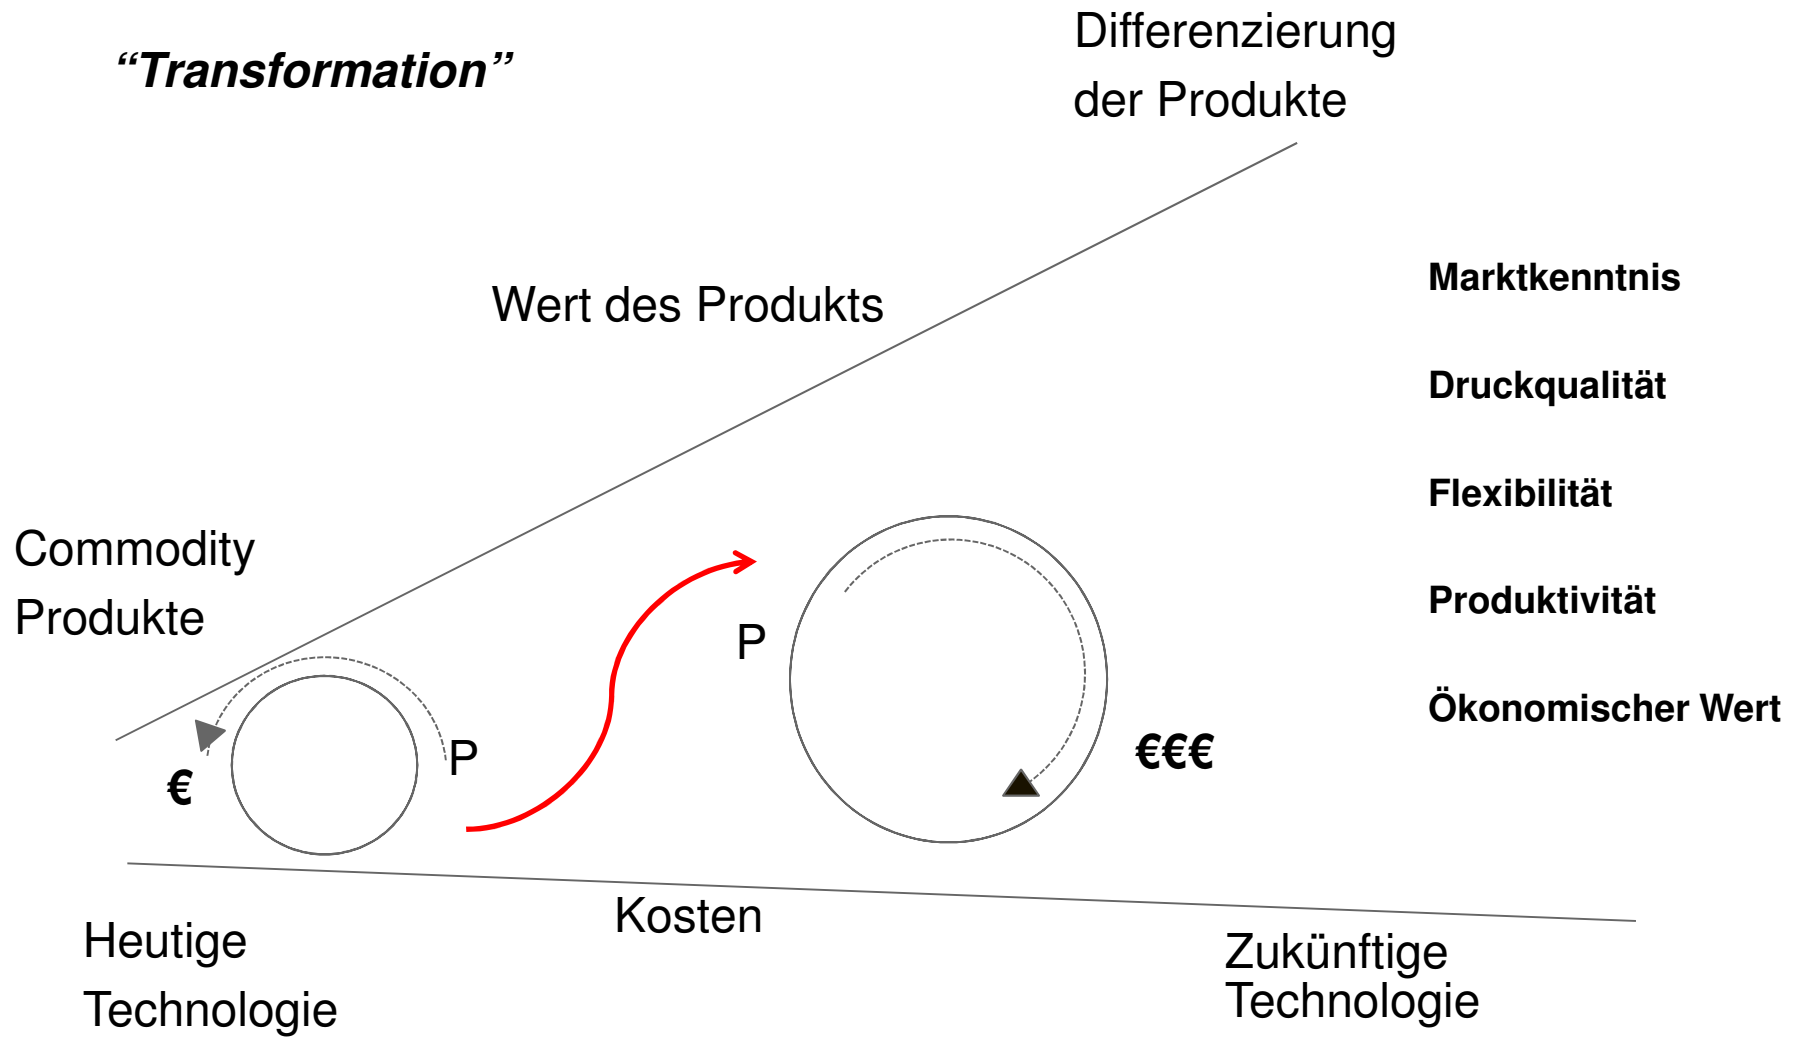 “Transformation”
Differenzierung
der Produkte
Wert des Produkts
Marktkenntnis
Druckqualität
Flexibilität
Produktivität
Ökonomischer Wert
Commodity
Produkte
€
P
P
€€€
Kosten
Heutige
Technologie
Zukünftige
Technologie